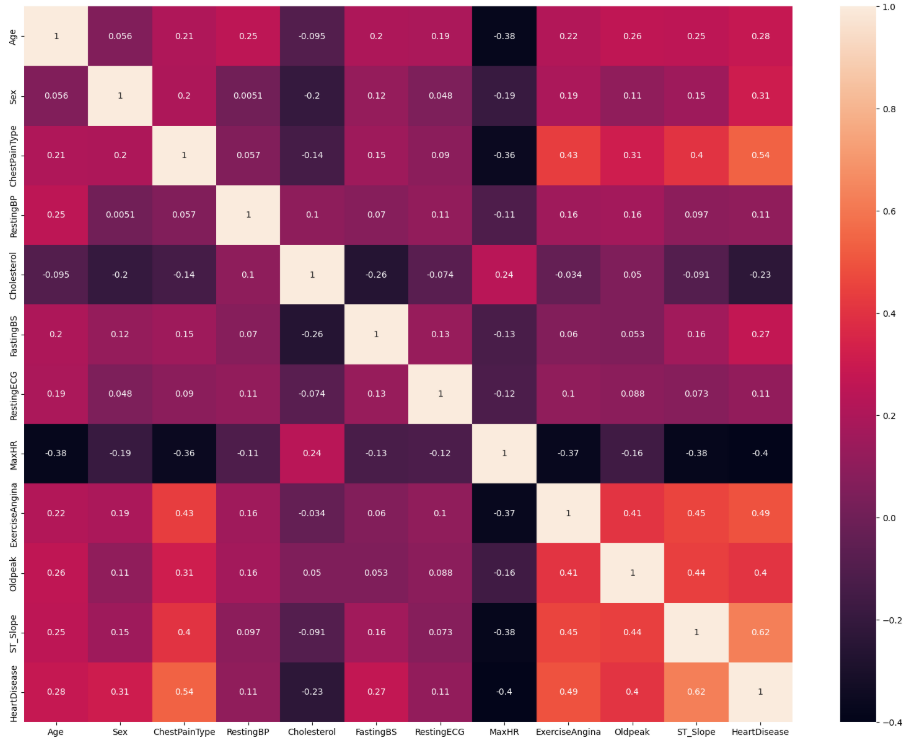 Age 1 0.056 0.21 0.25 -0.095 0.2 0.19 -0.38 0.22 0.26 0.25 0.28
Sex 0.056 1 0.2 0.0051 -0.2 0.12 0.048 -0.19 0.19 0.11 0.15 0.31
ChestPainType 0.21 0.2 1 0.057 -0.14 0.15 0.09 -0.36 0.43 0.31 0.4 0.54
RestingBP 0.25 0.0051 0.057 1 0.1 0.07 0.11 -0.11 0.16 0.16 0.097 0.11
Cholesterol -0.095 -0.2 -0.14 0.1 1 -0.26 -0.074 0.24 -0.034 0.05 -0.091 -0.23
FastingBS 0.2 0.12 0.15 0.07 -0.26 1 0.13 -0.13 0.06 0.053 0.16 0.27
RestingECG 0.19 0.048 0.09 0.11 -0.074 0.13 1 -0.12 0.1 0.088 0.073 0.11
MaxHR -0.38 -0.19 -0.36 -0.11 0.24 -0.13 -0.12 1 -0.37 -0.16 -0.38 -0.4
ExerciseAngina 0.22 0.19 0.43 0.16 -0.034 0.06 0.1 -0.37 1 0.41 0.45 0.49
Oldpeak 0.26 0.11 0.31 0.16 0.05 0.053 0.088 -0.16 0.41 1 0.44 0.4
ST_Slope 0.25 0.15 0.4 0.097 -0.091 0.16 0.073 -0.38 0.45 0.44 1 0.62
HeartDisease 0.28 0.31 0.54 0.11 -0.23 0.27 0.11 -0.4 0.49 0.4 0.62 1
Age Sex ChestPainType RestingBP Cholesterol FastingBS RestingECG MaxHR ExerciseAngina Oldpeak ST_Slope HeartDisease
1.0
0.8
0.6
0.4
0.2
0.0
−0.2
−0.4